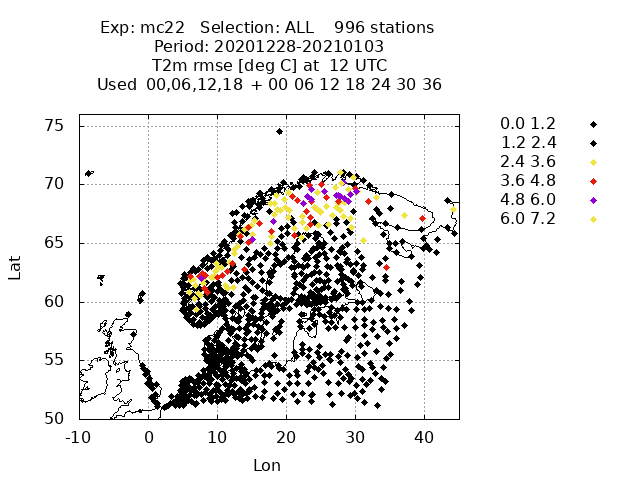 Exp: mc22 Selection: ALL 996 stations
Period: 20201228-20210103
T2m rmse [deg C] at 12 UTC
Used 00,06,12,18 + 00 06 12 18 24 30 36
0.0 1.2
1.2 2.4
2.4 3.6
3.6 4.8
4.8 6.0
6.0 7.2
75
70
65
60
55
50
Lat
-10 0 10 20 30 40
Lon